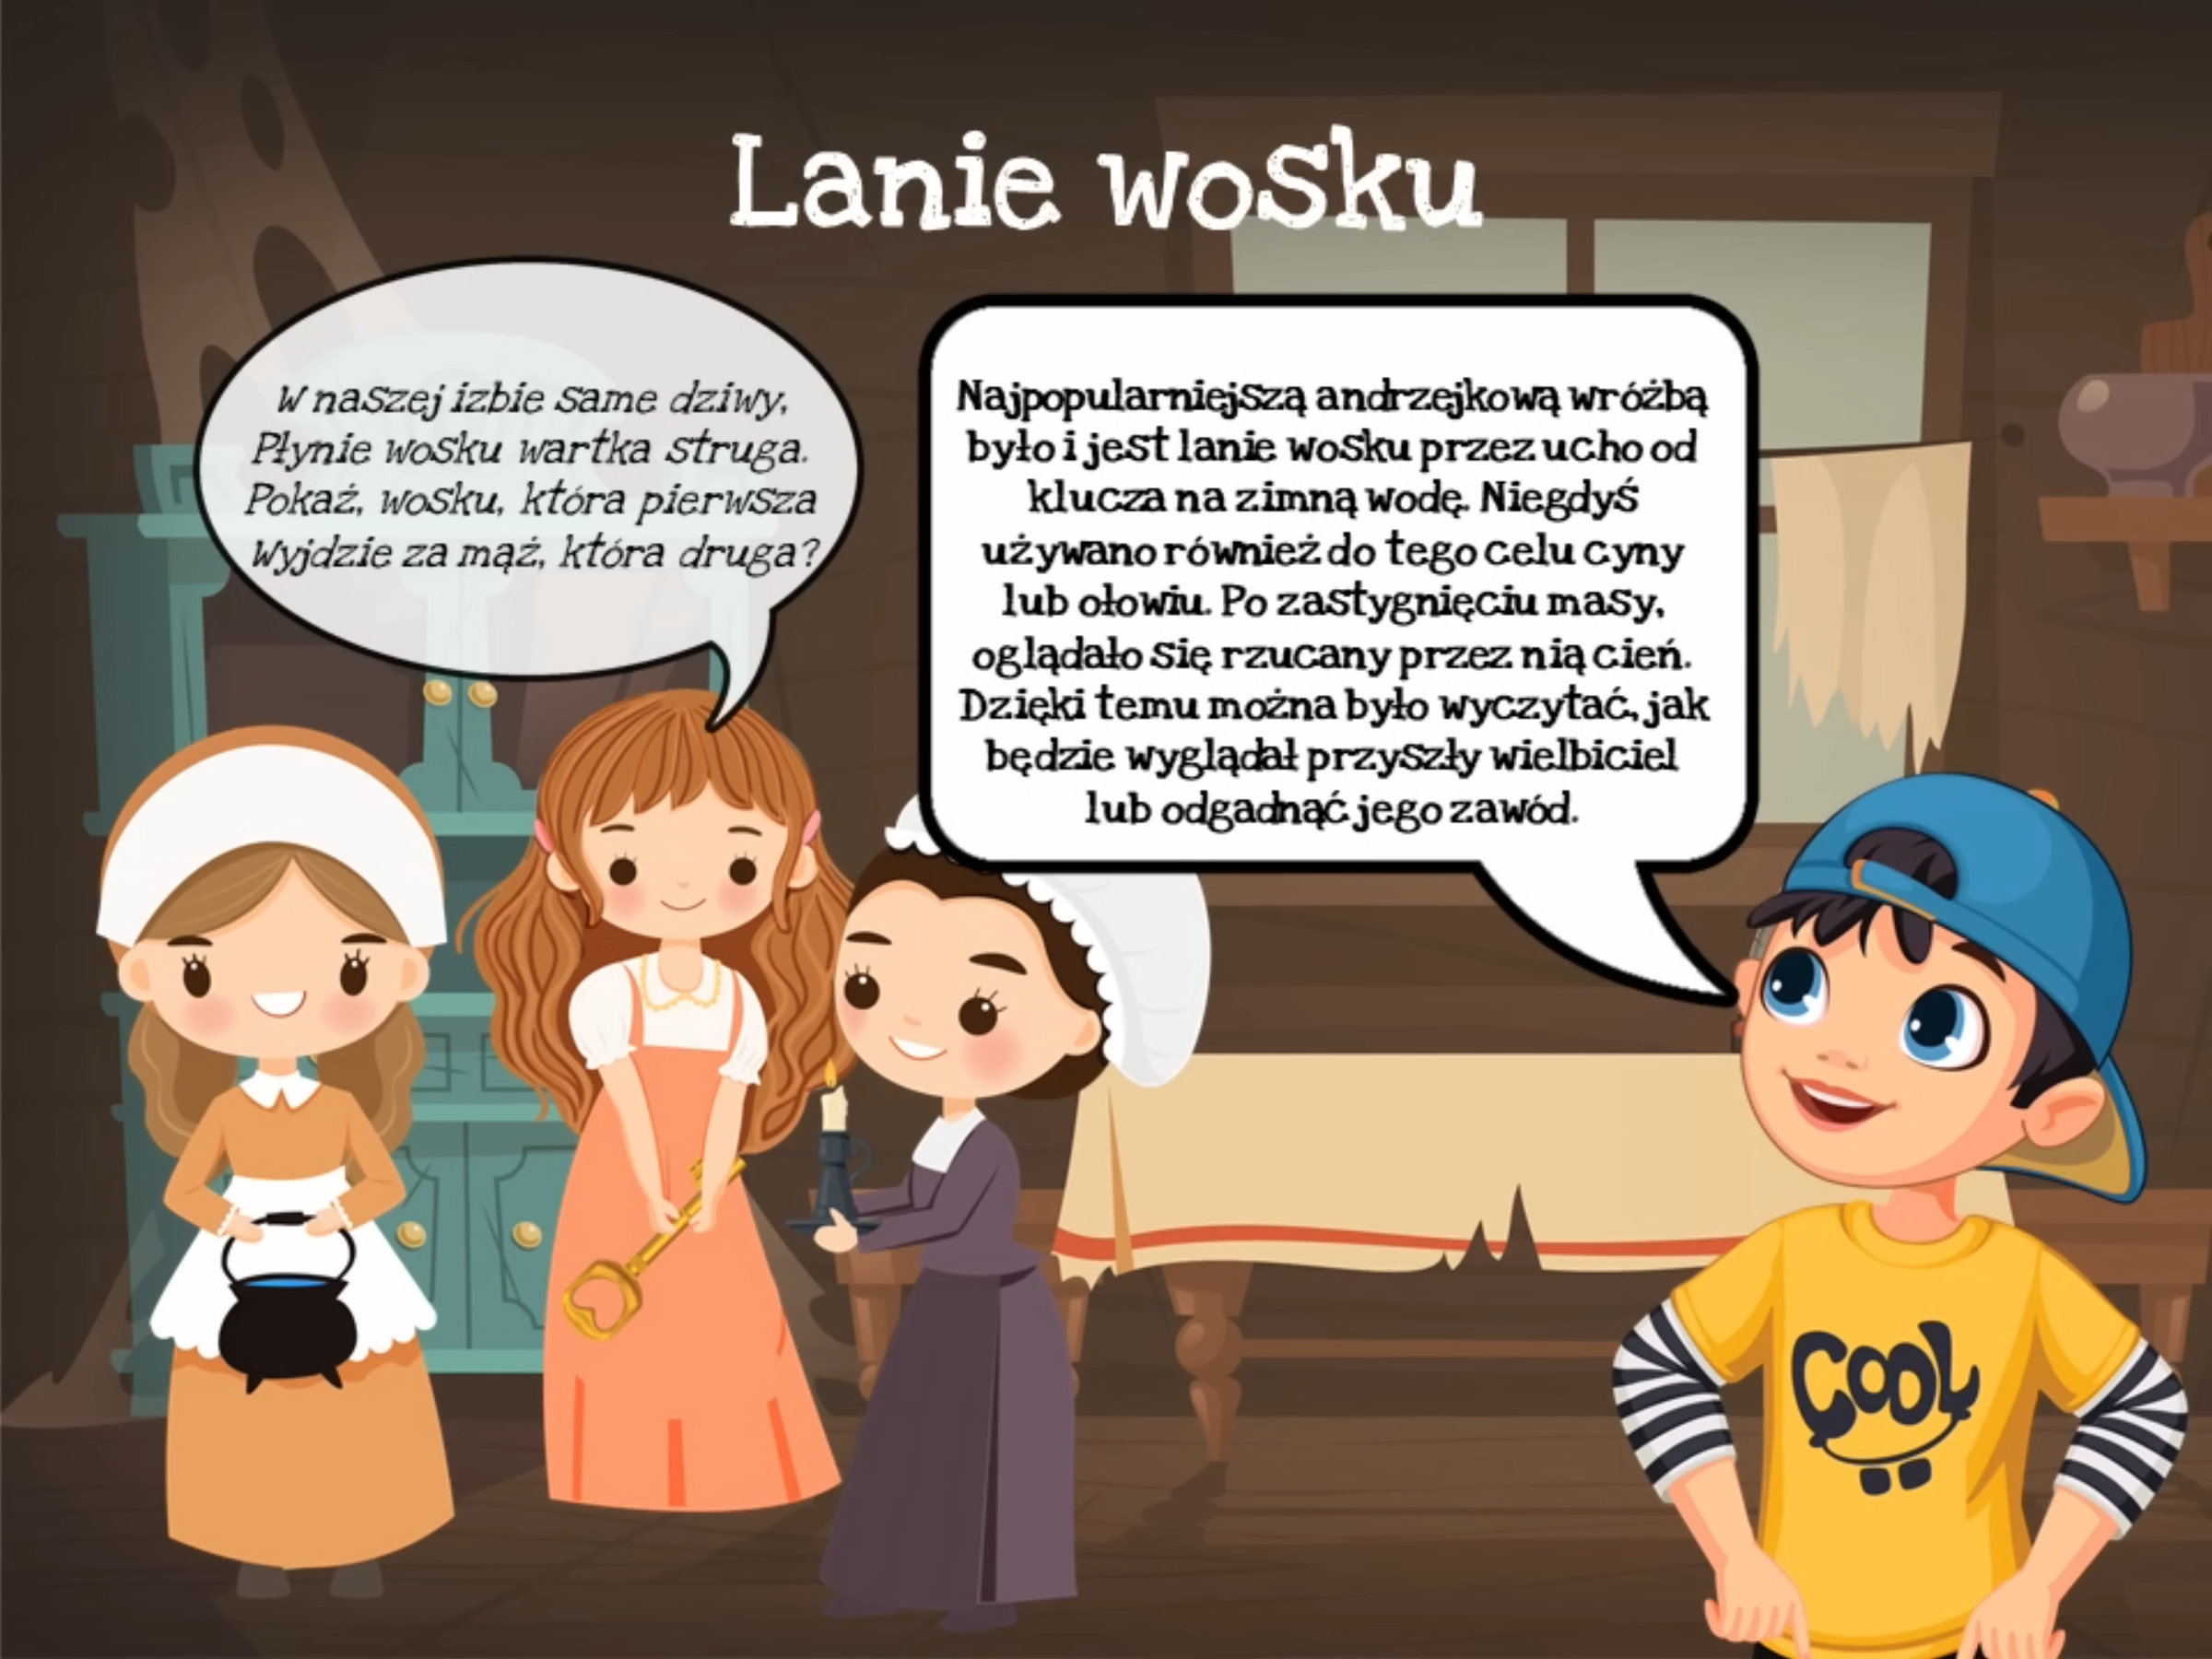 Lanie wosku
W naszej izbie same dziwy,
Płynie wosku wartka struga.
Pokaż, wosku, która pierwsza
Wyjdzie za mąż, która druga?
Najpopularniejszą andrzejkową wróżbą
było i jest lanie wosku przez ucho od
klucza na zimną wodę. Niegdyś
używano również do tego celu cyny
lub ołowiu. Po zastygnięciu masy,
oglądało się rzucany przez nią cień.
Dzięki temu można było wyczytać, jak
będzie wyglądał przyszły wielbiciel
lub odgadnąć jego zawód.
COOL